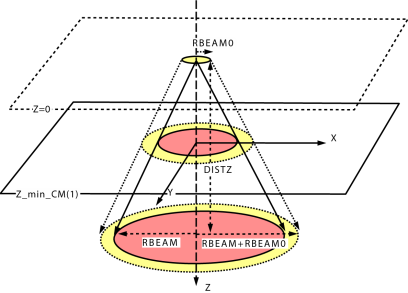 RBEAM0
Z=0
X
DISTZ
Z_min_CM(1)
Y
RBEAM
RBEAM+RBEAM0
Z